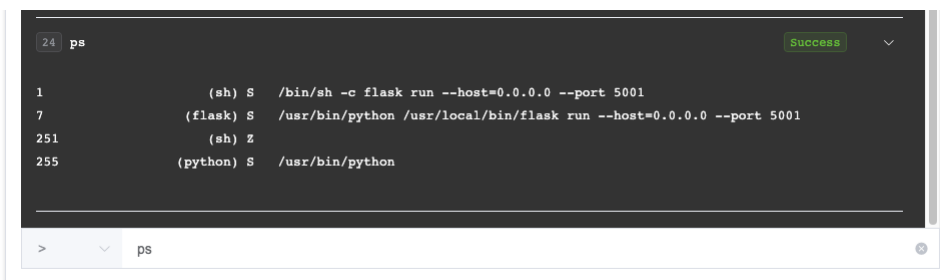 24 ps Success
1 (sh) S /bin/sh -c flask run --host=0.0.0.0 --port 5001
7 (flask) S /usr/bin/python /usr/local/bin/flask run --host=0.0.0.0 --port 5001
251 (sh) Z
255 (python) S /usr/bin/python
> ps